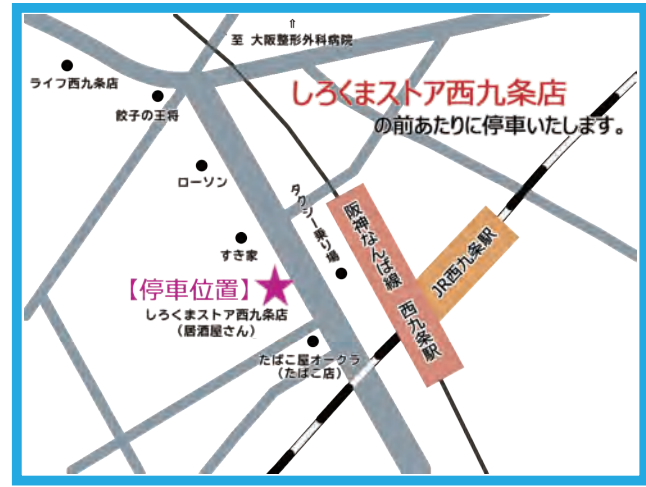 ⇑
至 大阪整形外科病院
ライフ西九条店
餃子の王将
しろくまストア西九条店
の前あたりに停車いたします。
ローソン
タクシー乗り場
阪神なんば線 西九条駅
JR西九条駅
すき家
【停車位置】★
しろくまストア西九条店
(居酒屋さん)
たばこ屋オークラ
(たばこ店)